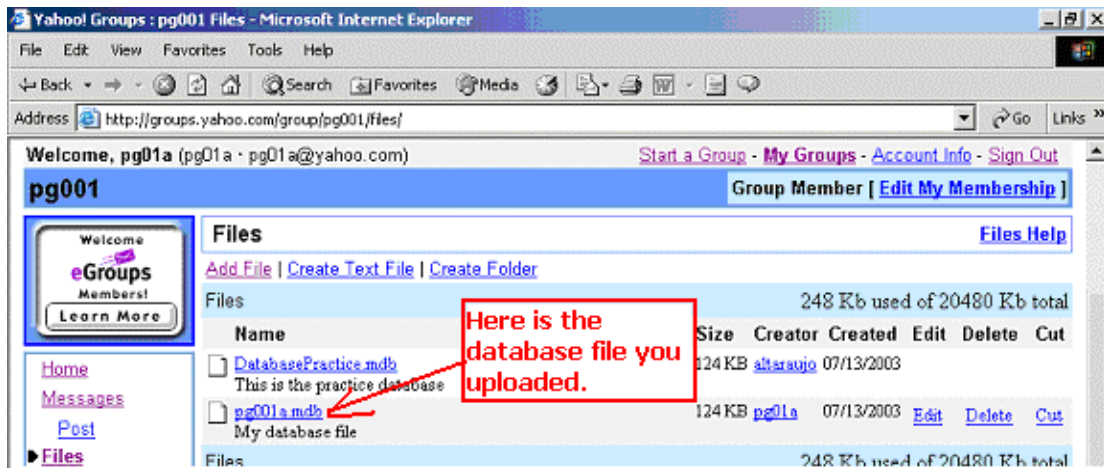 Yahoo! Groups : pg001 Files - Microsoft Internet Explorer
File Edit View Favorites Tools Help
Back Search Favorites Media
Address http://groups.yahoo.com/group/pg001/files/ Go Links »
Welcome, pg01a (pg01a · pg01a@yahoo.com) Start a Group - My Groups - Account Info - Sign Out
pg001 Group Member [ Edit My Membership ]
Welcome
eGroups
Members!
Learn More
Files Files Help
Add File | Create Text File | Create Folder
Files 248 Kb used of 20480 Kb total
Name Size Creator Created Edit Delete Cut
DatabasePractice.mdb 124 KB altaraujo 07/13/2003
This is the practice database
pg001a.mdb 124 KB pg01a 07/13/2003 Edit Delete Cut
My database file
Files 248 Kb used of 20480 Kb total
Here is the
database file you
uploaded.
Home
Messages
Post
Files